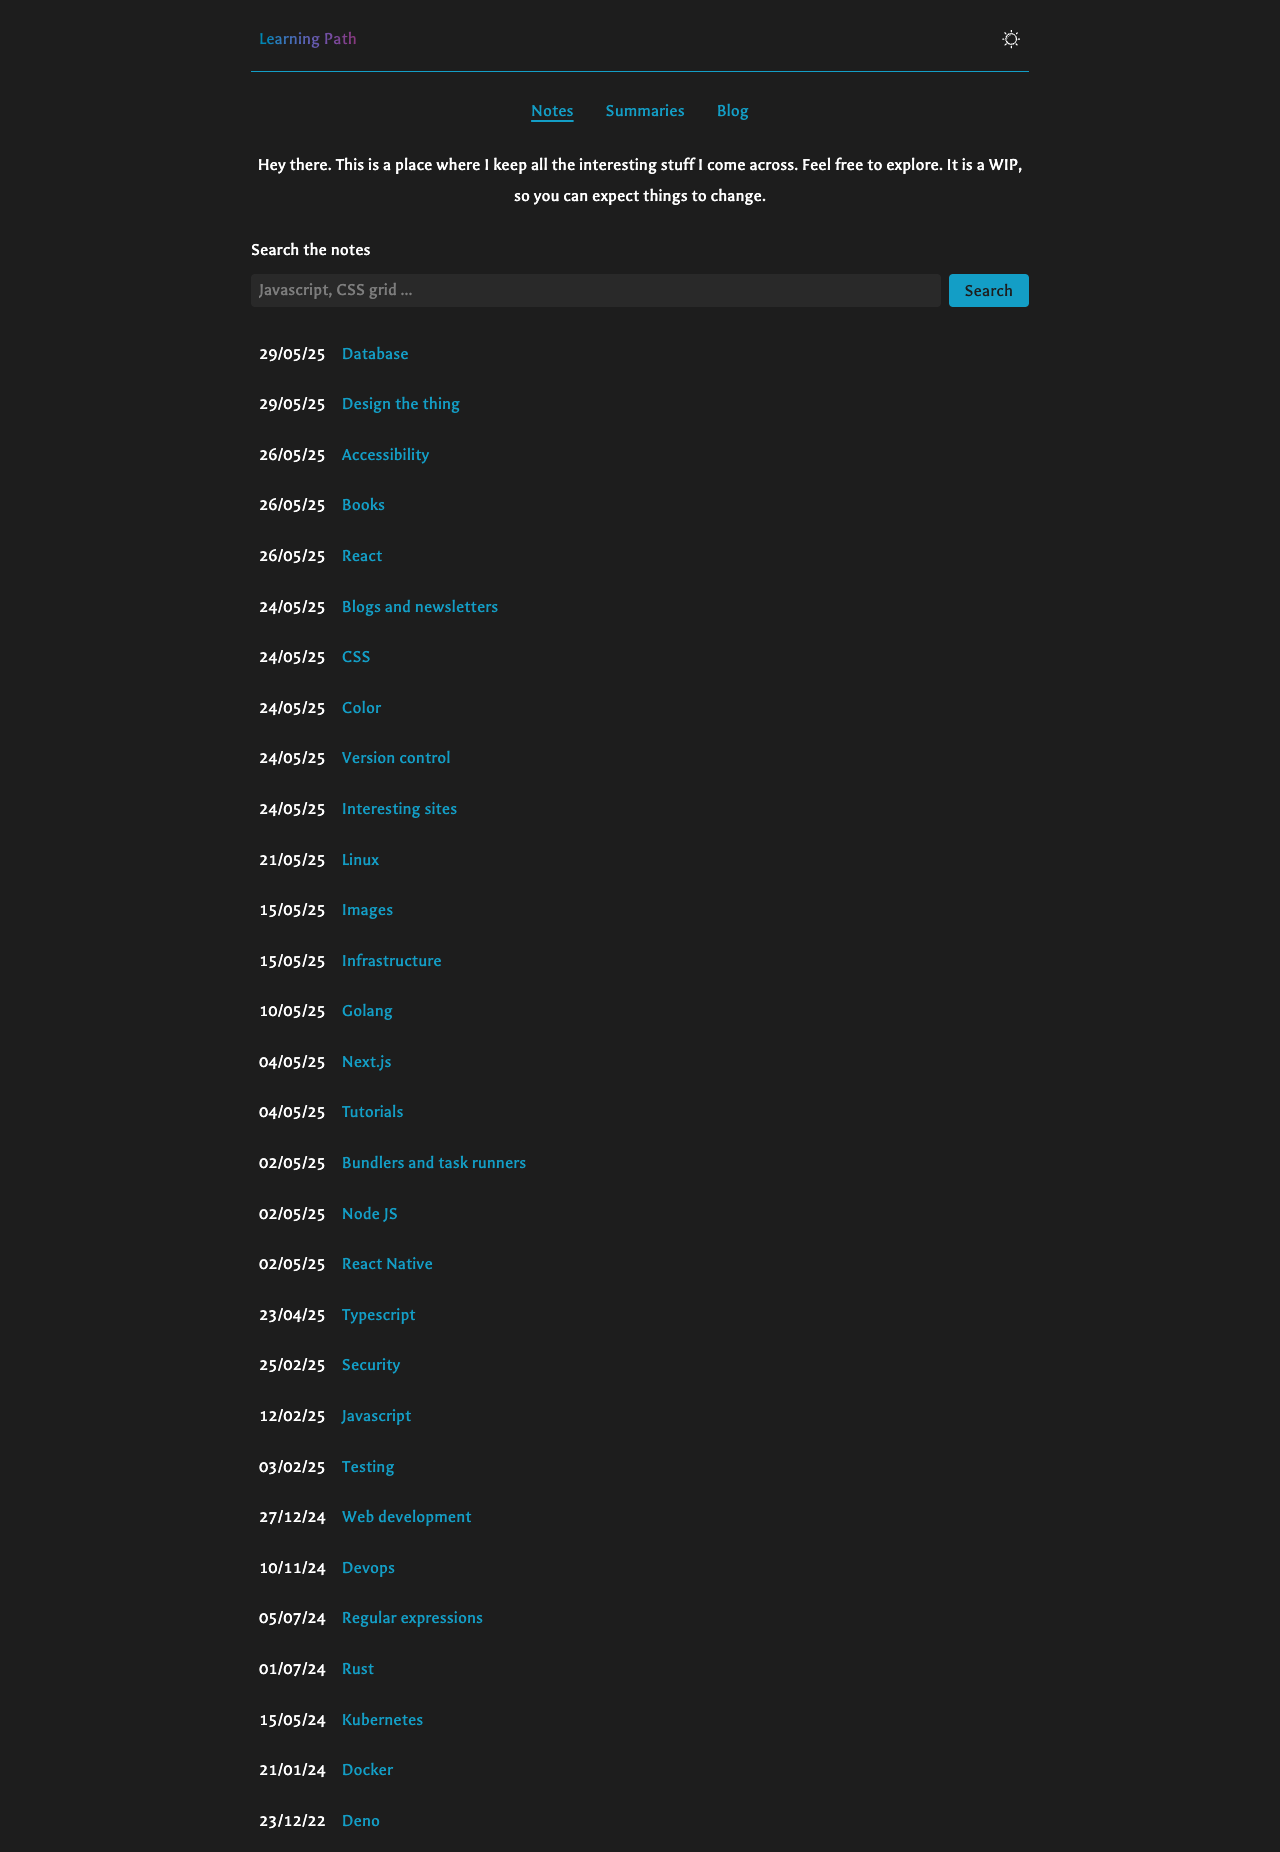 Learning Path
Notes Summaries Blog
Hey there. This is a place where I keep all the interesting stuff I come across. Feel free to explore. It is a WIP,
so you can expect things to change.
Search the notes
Javascript, CSS grid ... Search
29/05/25 Database
29/05/25 Design the thing
26/05/25 Accessibility
26/05/25 Books
26/05/25 React
24/05/25 Blogs and newsletters
24/05/25 CSS
24/05/25 Color
24/05/25 Version control
24/05/25 Interesting sites
21/05/25 Linux
15/05/25 Images
15/05/25 Infrastructure
10/05/25 Golang
04/05/25 Next.js
04/05/25 Tutorials
02/05/25 Bundlers and task runners
02/05/25 Node JS
02/05/25 React Native
23/04/25 Typescript
25/02/25 Security
12/02/25 Javascript
03/02/25 Testing
27/12/24 Web development
10/11/24 Devops
05/07/24 Regular expressions
01/07/24 Rust
15/05/24 Kubernetes
21/01/24 Docker
23/12/22 Deno